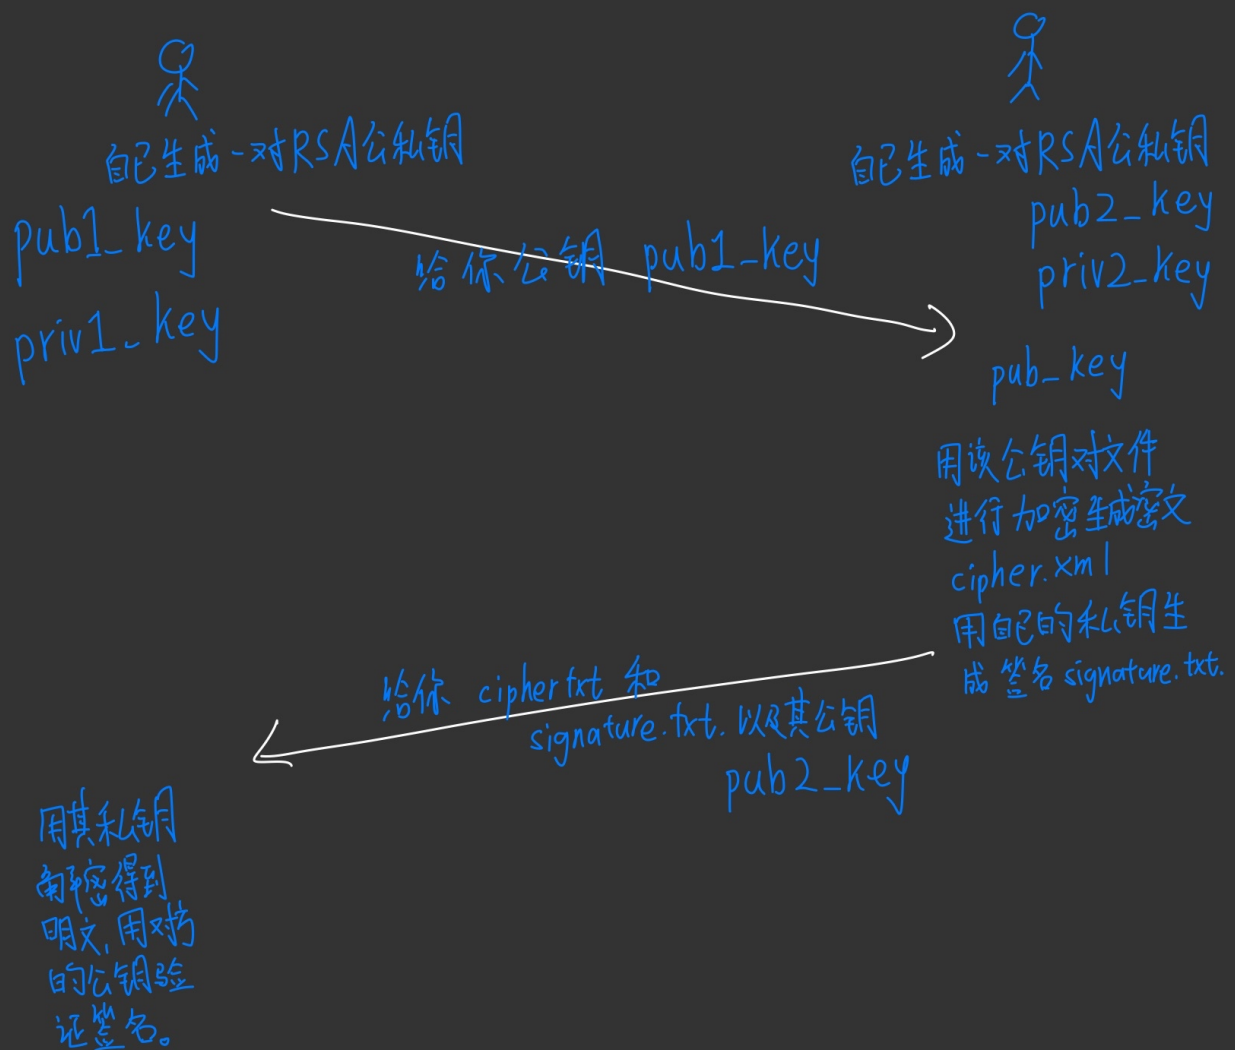 自己生成一对RSA公私钥
pub1_key
priv1_key
给你公钥 pub1_key
自己生成一对RSA公私钥
pub2_key
priv2_key
pub_key
用该公钥对文件
进行加密生成密文
cipher.xml
用自己的私钥生
成签名signature.txt.
给你 ciphertxt 和
signature.txt. 以及其公钥
pub2_key
用其私钥
解密得到
明文,用对方
的公钥验
证签名。